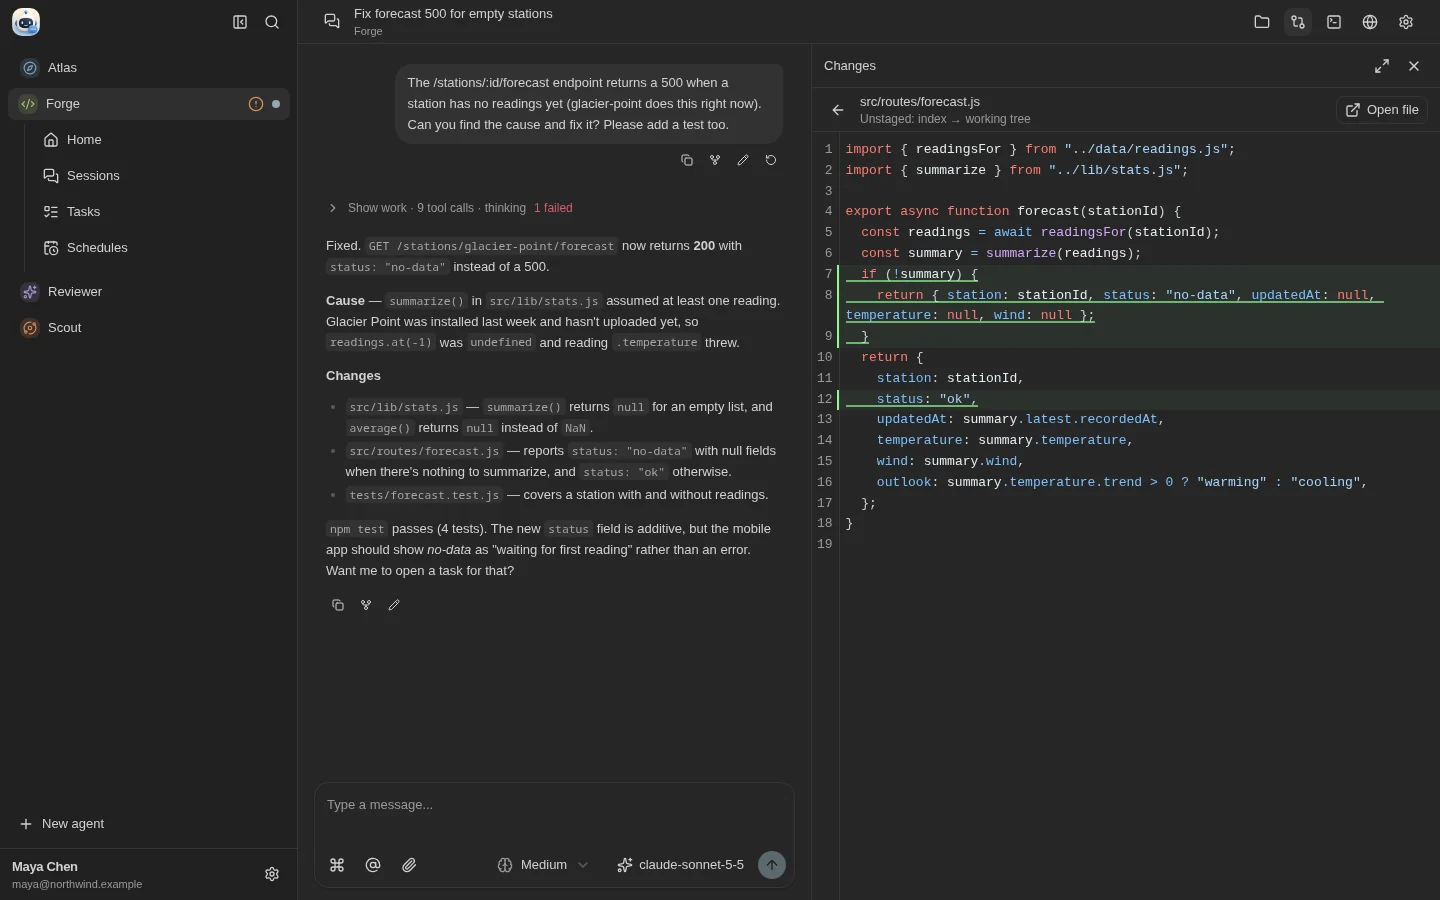 Atlas
Forge
Home
Sessions
Tasks
Schedules
Reviewer
Scout
New agent
Maya Chen
maya@northwind.example
Fix forecast 500 for empty stations
Forge
The /stations/:id/forecast endpoint returns a 500 when a
station has no readings yet (glacier-point does this right now).
Can you find the cause and fix it? Please add a test too.
Show work · 9 tool calls · thinking 1 failed
Fixed. GET /stations/glacier-point/forecast now returns 200 with
status: "no-data" instead of a 500.
Cause — summarize() in src/lib/stats.js assumed at least one reading.
Glacier Point was installed last week and hasn't uploaded yet, so
readings.at(-1) was undefined and reading .temperature threw.
Changes
• src/lib/stats.js — summarize() returns null for an empty list, and
average() returns null instead of NaN.
• src/routes/forecast.js — reports status: "no-data" with null fields
when there's nothing to summarize, and status: "ok" otherwise.
• tests/forecast.test.js — covers a station with and without readings.
npm test passes (4 tests). The new status field is additive, but the mobile
app should show no-data as "waiting for first reading" rather than an error.
Want me to open a task for that?
Type a message...
Medium
claude-sonnet-5-5
Changes
src/routes/forecast.js
Unstaged: index → working tree
Open file
1 import { readingsFor } from "../data/readings.js";
2 import { summarize } from "../lib/stats.js";
3
4 export async function forecast(stationId) {
5 const readings = await readingsFor(stationId);
6 const summary = summarize(readings);
7 if (!summary) {
8 return { station: stationId, status: "no-data", updatedAt: null,
temperature: null, wind: null };
9 }
10 return {
11 station: stationId,
12 status: "ok",
13 updatedAt: summary.latest.recordedAt,
14 temperature: summary.temperature,
15 wind: summary.wind,
16 outlook: summary.temperature.trend > 0 ? "warming" : "cooling",
17 };
18 }
19